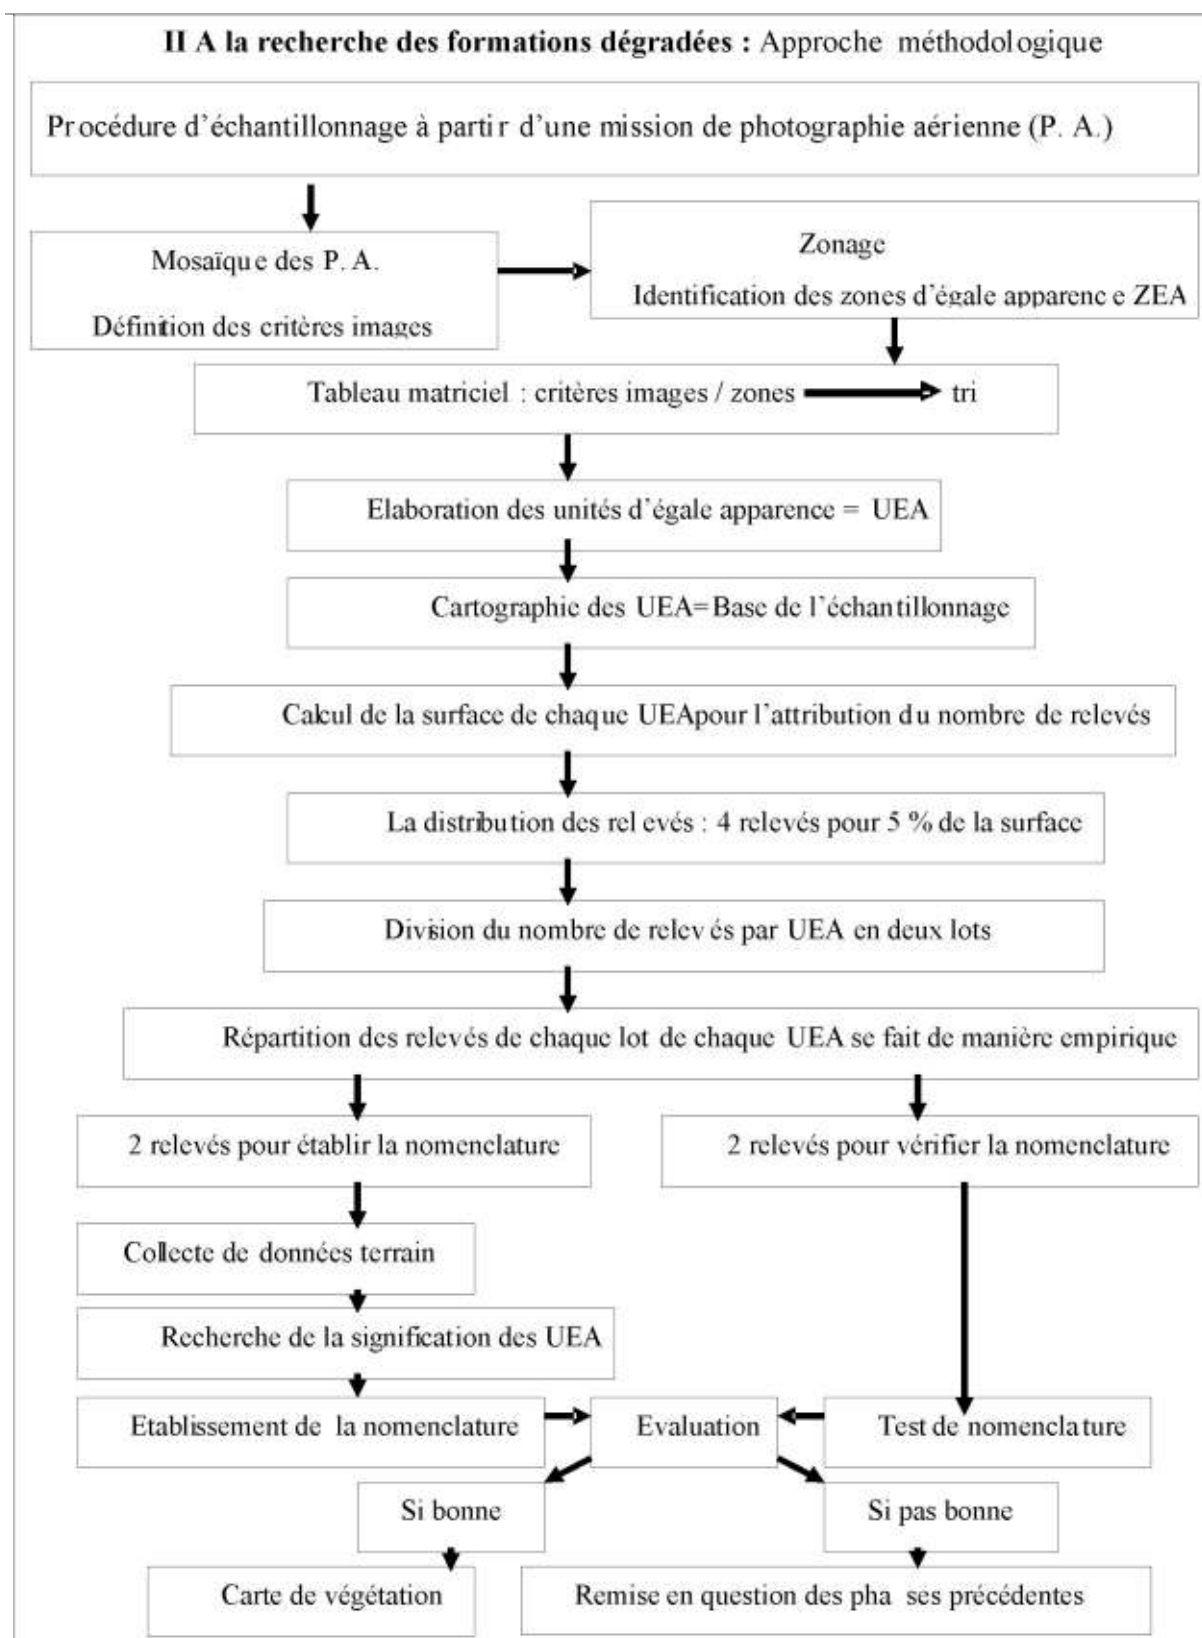 II A la recherche des formations dégradées : Approche méthodologique
Procédure d'échantillonnage à partir d'une mission de photographie aérienne (P. A.)
Mosaïque des P. A.
Définition des critères images
Zonage
Identification des zones d'égale apparence ZEA
Tableau matriciel : critères images / zones tri
Elaboration des unités d'égale apparence = UEA
Cartographie des UEA=Base de l'échantillonnage
Calcul de la surface de chaque UEApour l'attribution du nombre de relevés
La distribution des relevés : 4 relevés pour 5 % de la surface
Division du nombre de relevés par UEA en deux lots
Répartition des relevés de chaque lot de chaque UEA se fait de manière empirique
2 relevés pour établir la nomenclature
2 relevés pour vérifier la nomenclature
Collecte de données terrain
Recherche de la signification des UEA
Etablissement de la nomenclature
Evaluation
Test de nomenclature
Si bonne
Si pas bonne
Carte de végétation
Remise en question des pha ses précédentes